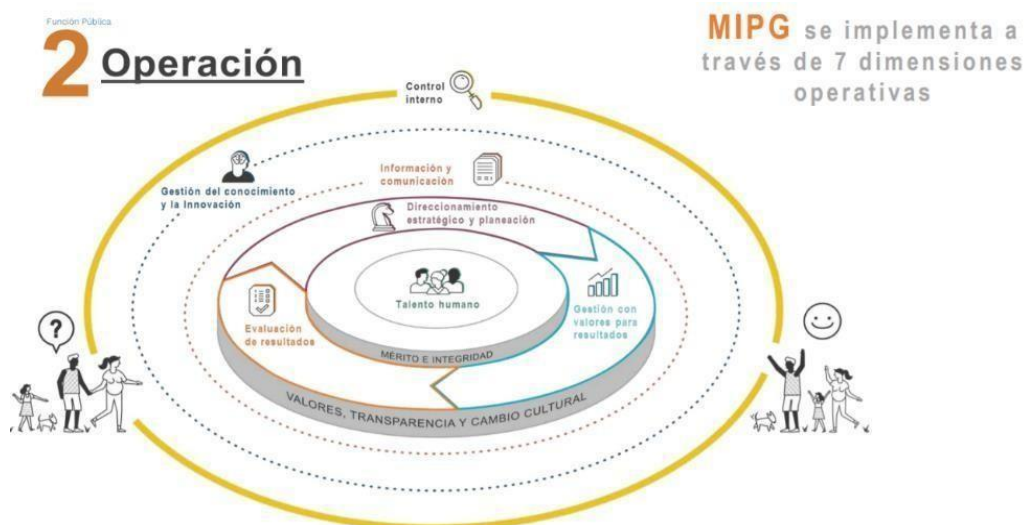 Función Pública
2 Operación
MIPG se implementa a
través de 7 dimensiones
operativas
Control
interno
Gestión del conocimiento
y la Innovación
Información y
comunicación
Direccionamiento
estratégico y planeación
Talento humano
Gestión con
valores para
resultados
Evaluación
de resultados
MÉRITO E INTEGRIDAD
VALORES, TRANSPARENCIA Y CAMBIO CULTURAL
?